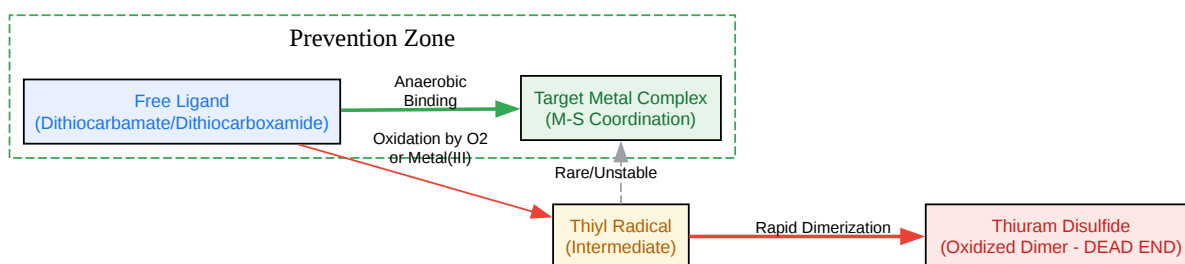 Prevention Zone
Free Ligand
(Dithiocarbamate/Dithiocarboxamide)
Anaerobic
Binding
Target Metal Complex
(M-S Coordination)
Oxidation by O2
or Metal(III)
Rare/Unstable
Thiyl Radical
(Intermediate)
Rapid Dimerization
Thiuram Disulfide
(Oxidized Dimer - DEAD END)